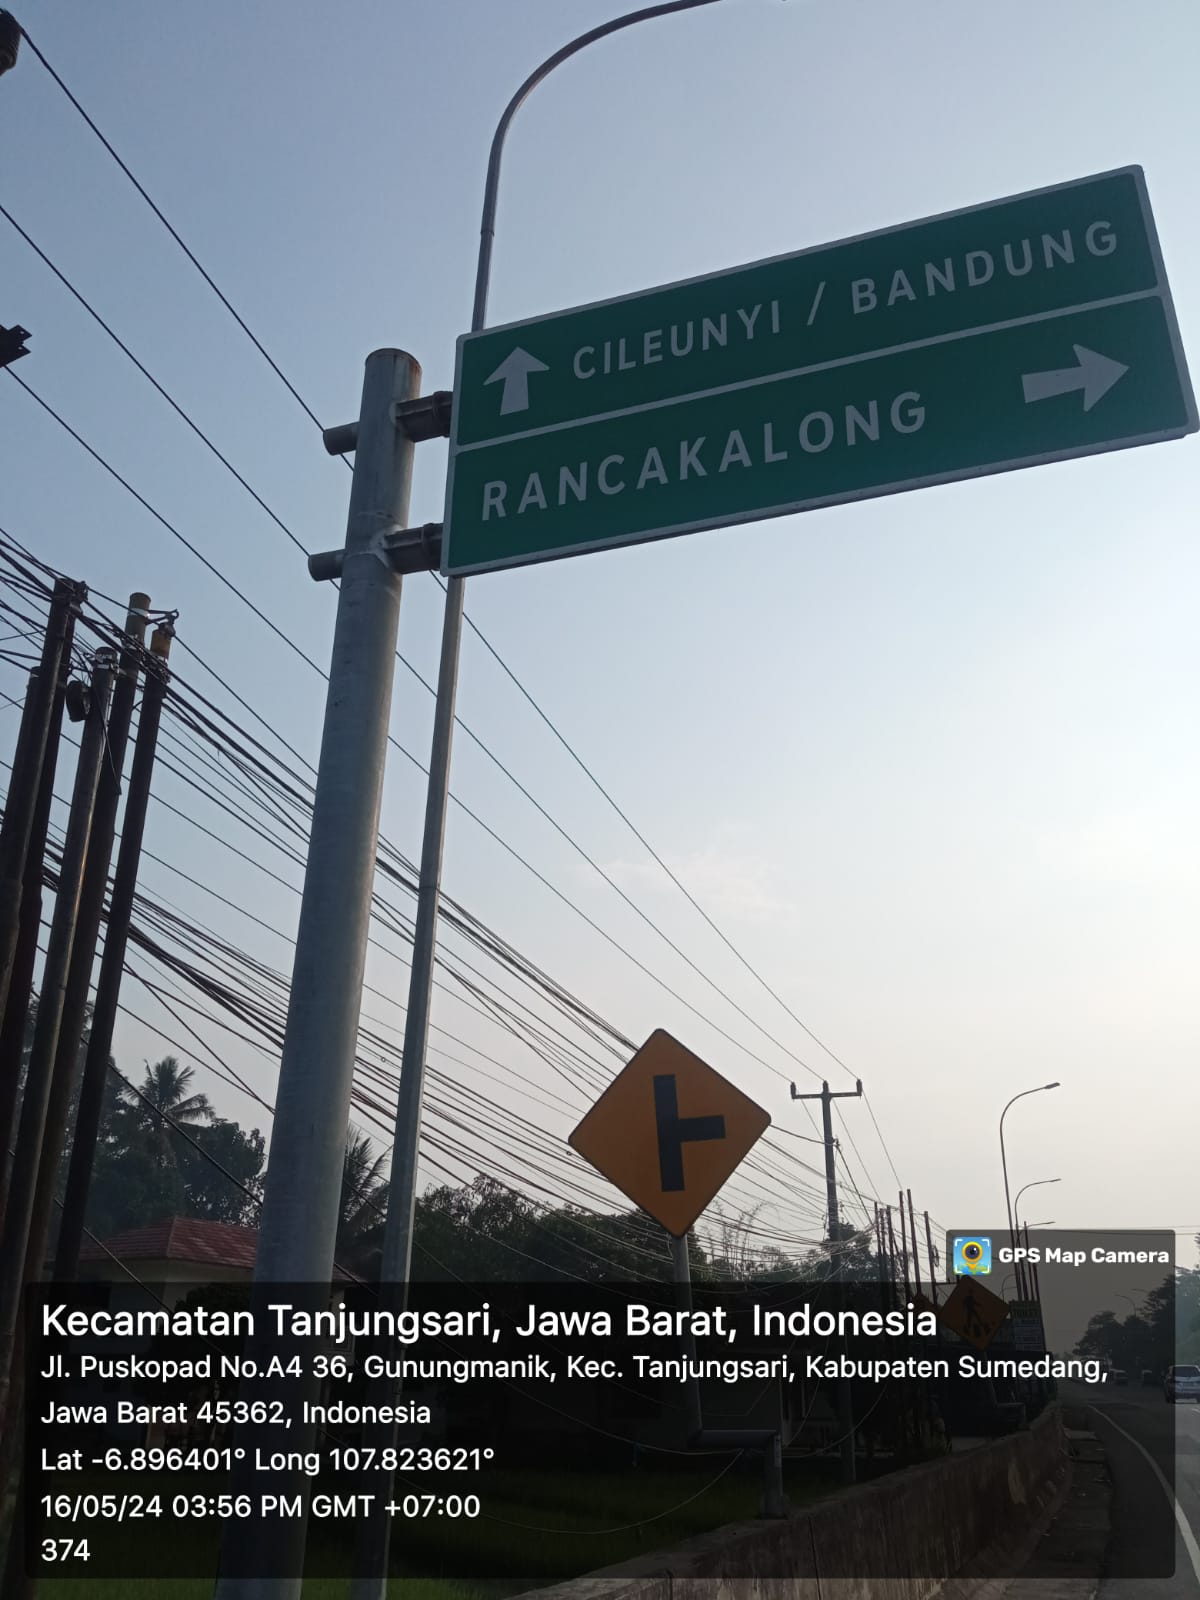 CILEUNYI / BANDUNG
RANCAKALONG
GPS Map Camera
Kecamatan Tanjungsari, Jawa Barat, Indonesia
Jl. Puskopad No.A4 36, Gunungmanik, Kec. Tanjungsari, Kabupaten Sumedang,
Jawa Barat 45362, Indonesia
Lat -6.896401° Long 107.823621°
16/05/24 03:56 PM GMT +07:00
374